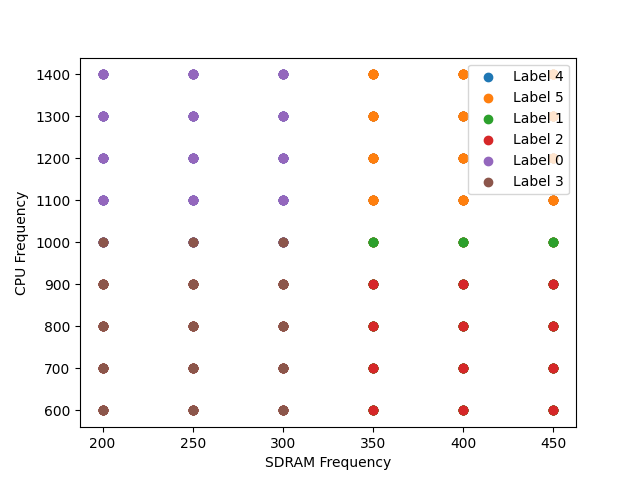 1400
1300
1200
1100
1000
900
800
700
600
CPU Frequency
Label 4
Label 5
Label 1
Label 2
Label 0
Label 3
200 250 300 350 400 450
SDRAM Frequency